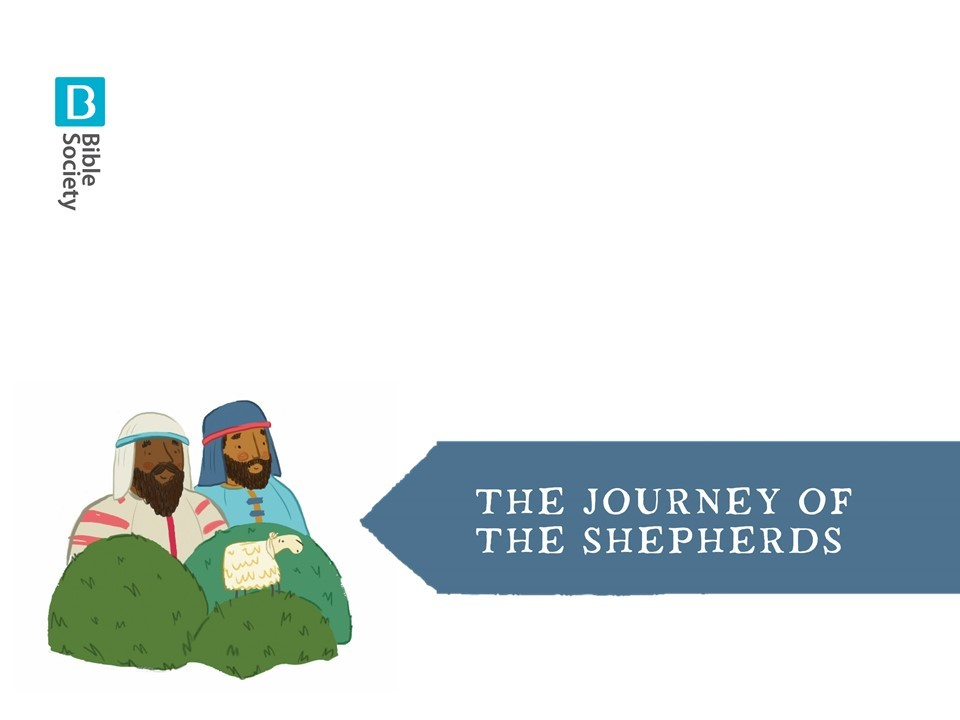 B
Bible
Society
THE JOURNEY OF
THE SHEPHERDS